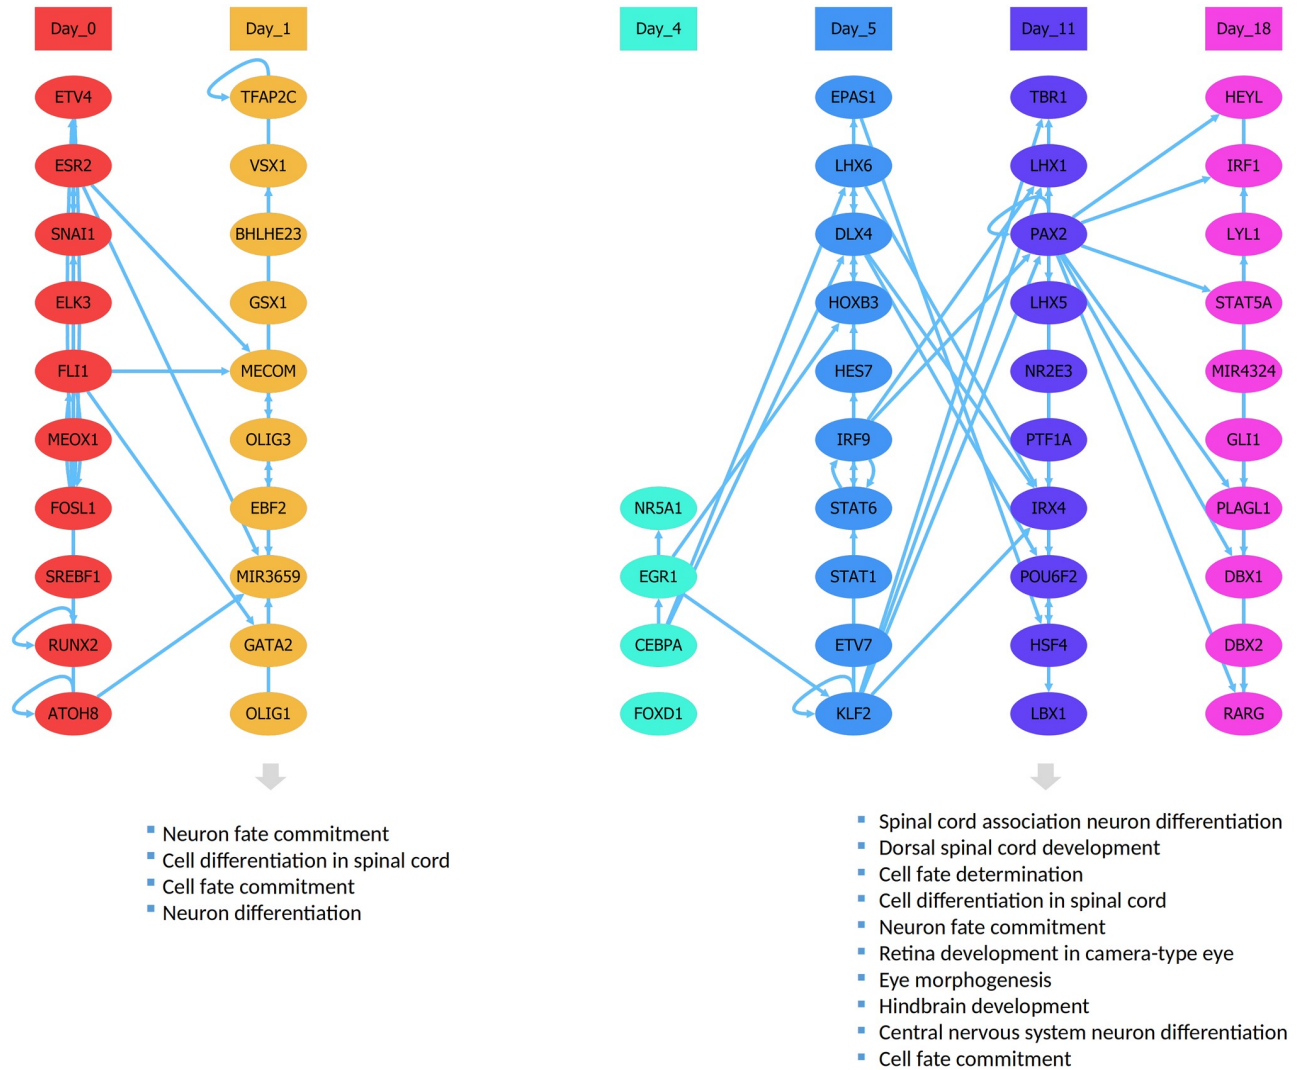 Day_0
Day_1
Day_4
Day_5
Day_11
Day_18
ETV4
TFAP2C
EPAS1
TBR1
HEYL
ESR2
VSX1
LHX6
LHX1
IRF1
SNAI1
BHLHE23
DLX4
PAX2
LYL1
ELK3
GSX1
HOXB3
LHX5
STAT5A
FLI1
MECOM
HES7
NR2E3
MIR4324
MEOX1
OLIG3
IRF9
PTF1A
GLI1
FOSL1
EBF2
NR5A1
STAT6
IRX4
PLAGL1
SREBF1
MIR3659
EGR1
STAT1
POU6F2
DBX1
RUNX2
GATA2
CEBPA
ETV7
HSF4
DBX2
ATOH8
OLIG1
FOXD1
KLF2
LBX1
RARG
Neuron fate commitment
Cell differentiation in spinal cord
Cell fate commitment
Neuron differentiation
Spinal cord association neuron differentiation
Dorsal spinal cord development
Cell fate determination
Cell differentiation in spinal cord
Neuron fate commitment
Retina development in camera-type eye
Eye morphogenesis
Hindbrain development
Central nervous system neuron differentiation
Cell fate commitment